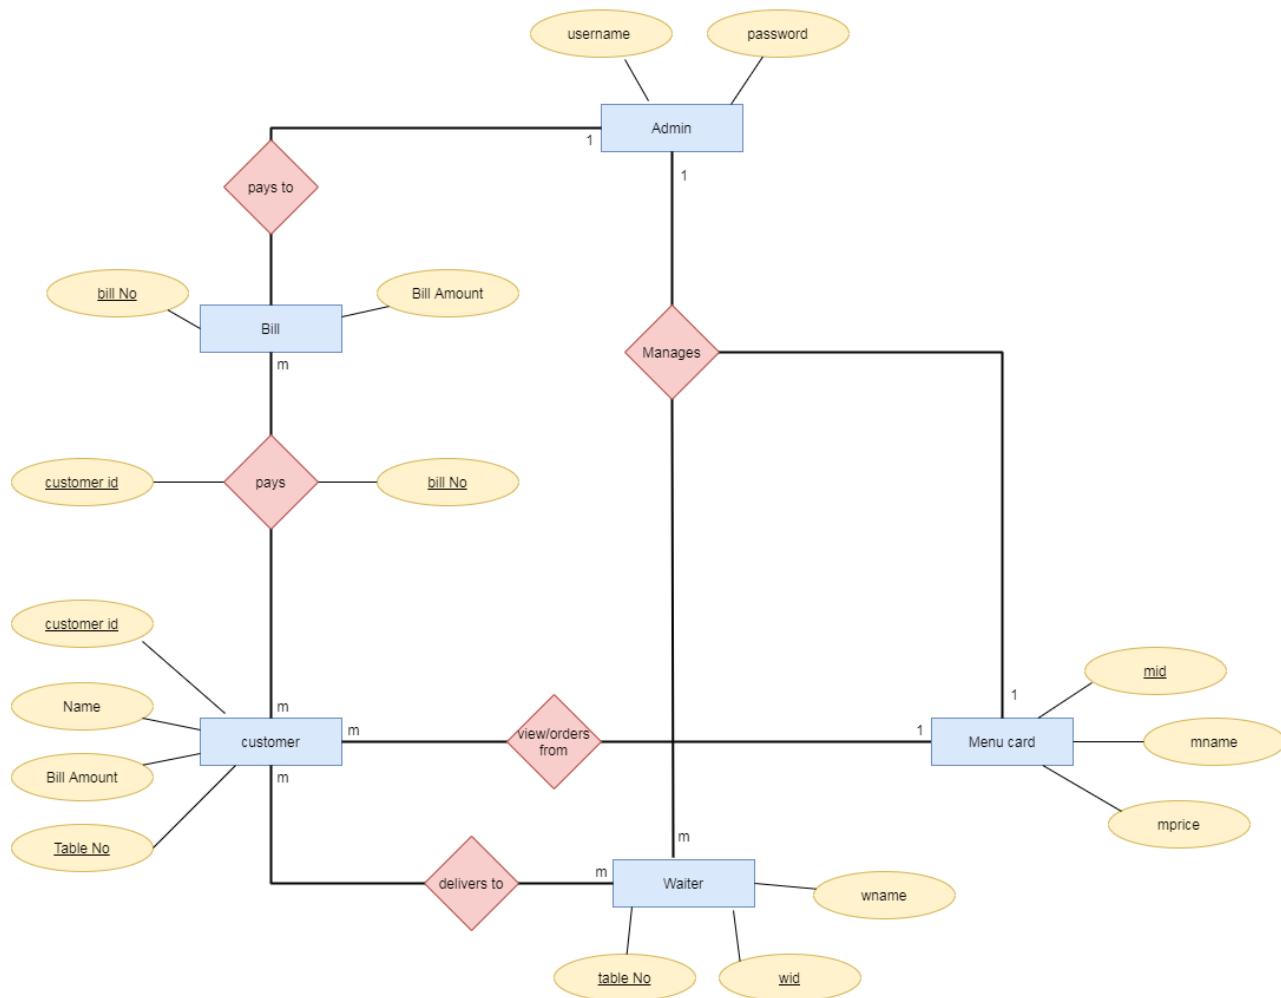 username
password
Admin
1
1
pays to
bill No
Bill Amount
Bill
m
Manages
customer id
pays
bill No
customer id
Name
m
customer
m
m
Bill Amount
Table No
view/orders
from
1
1
Menu card
mid
mname
mprice
delivers to
m
m
Waiter
wname
table No
wid